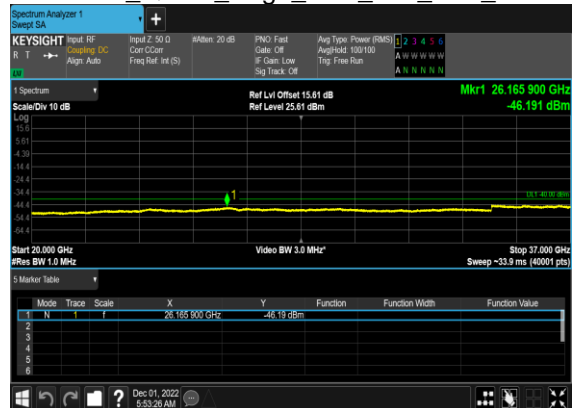 Spectrum Analyzer 1
Swept SA
KEYSIGHT Input: RF Input Z: 50 Ω #Atten: 20 dB PNO: Fast Avg Type: Power (RMS) 1 2 3 4 5 6
R T Coupling: DC Corr CCorr Gate: Off Avg|Hold: 100/100 A W W W W W
Align: Auto Freq Ref: Int (S) IF Gain: Low Trig: Free Run
Sig Track: Off A N N N N N
1 Spectrum Ref Lvl Offset 15.61 dB Mkr1 26.165 900 GHz
Scale/Div 10 dB Ref Level 25.61 dBm -46.191 dBm
Log
15.6
5.61
-4.39
-14.4
-24.4
-34.4 1 DL1 -40.00 dBm
-44.4
-54.4
-64.4
Start 20.000 GHz Video BW 3.0 MHz* Stop 37.000 GHz
#Res BW 1.0 MHz Sweep ~33.9 ms (40001 pts)
5 Marker Table
Mode Trace Scale X Y Function Function Width Function Value
1 N 1 f 26.165 900 GHz -46.19 dBm
2
3
4
5
6
? Dec 01, 2022
5:53:26 AM